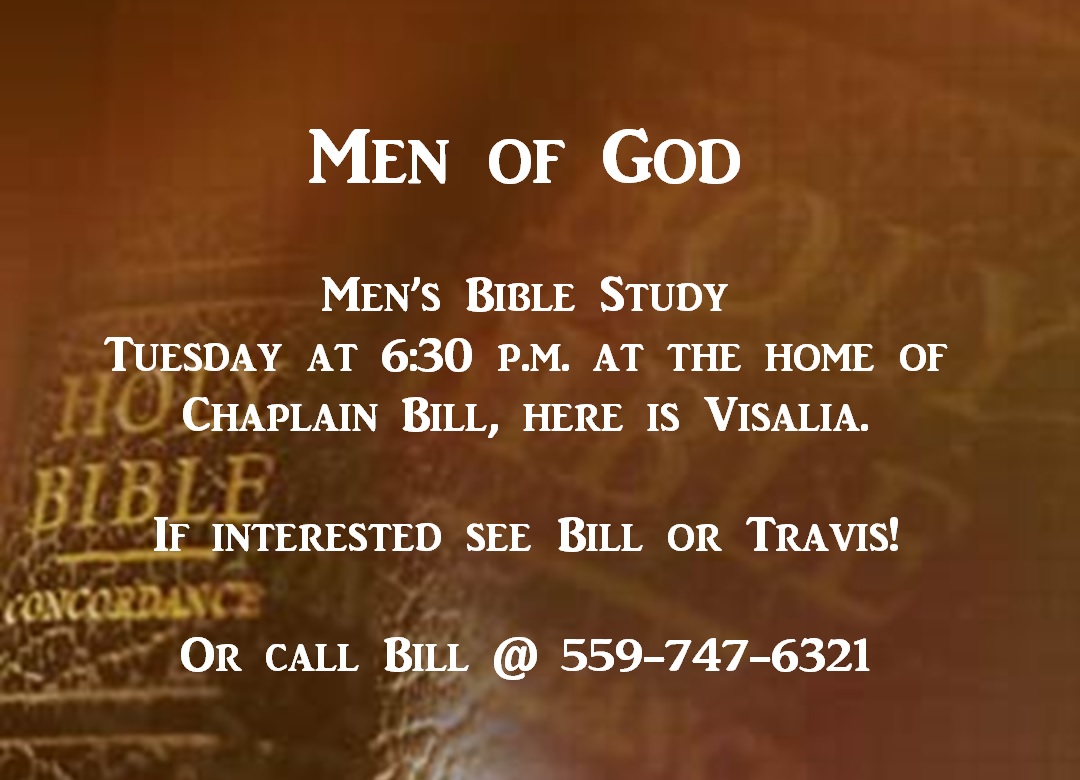 Men of God
Men's Bible Study
Tuesday at 6:30 p.m. at the home of
Chaplain Bill, here is Visalia.
HOLY
BIBLE
If interested see Bill or Travis!
CONCORDANCE
Or call Bill @ 559-747-6321